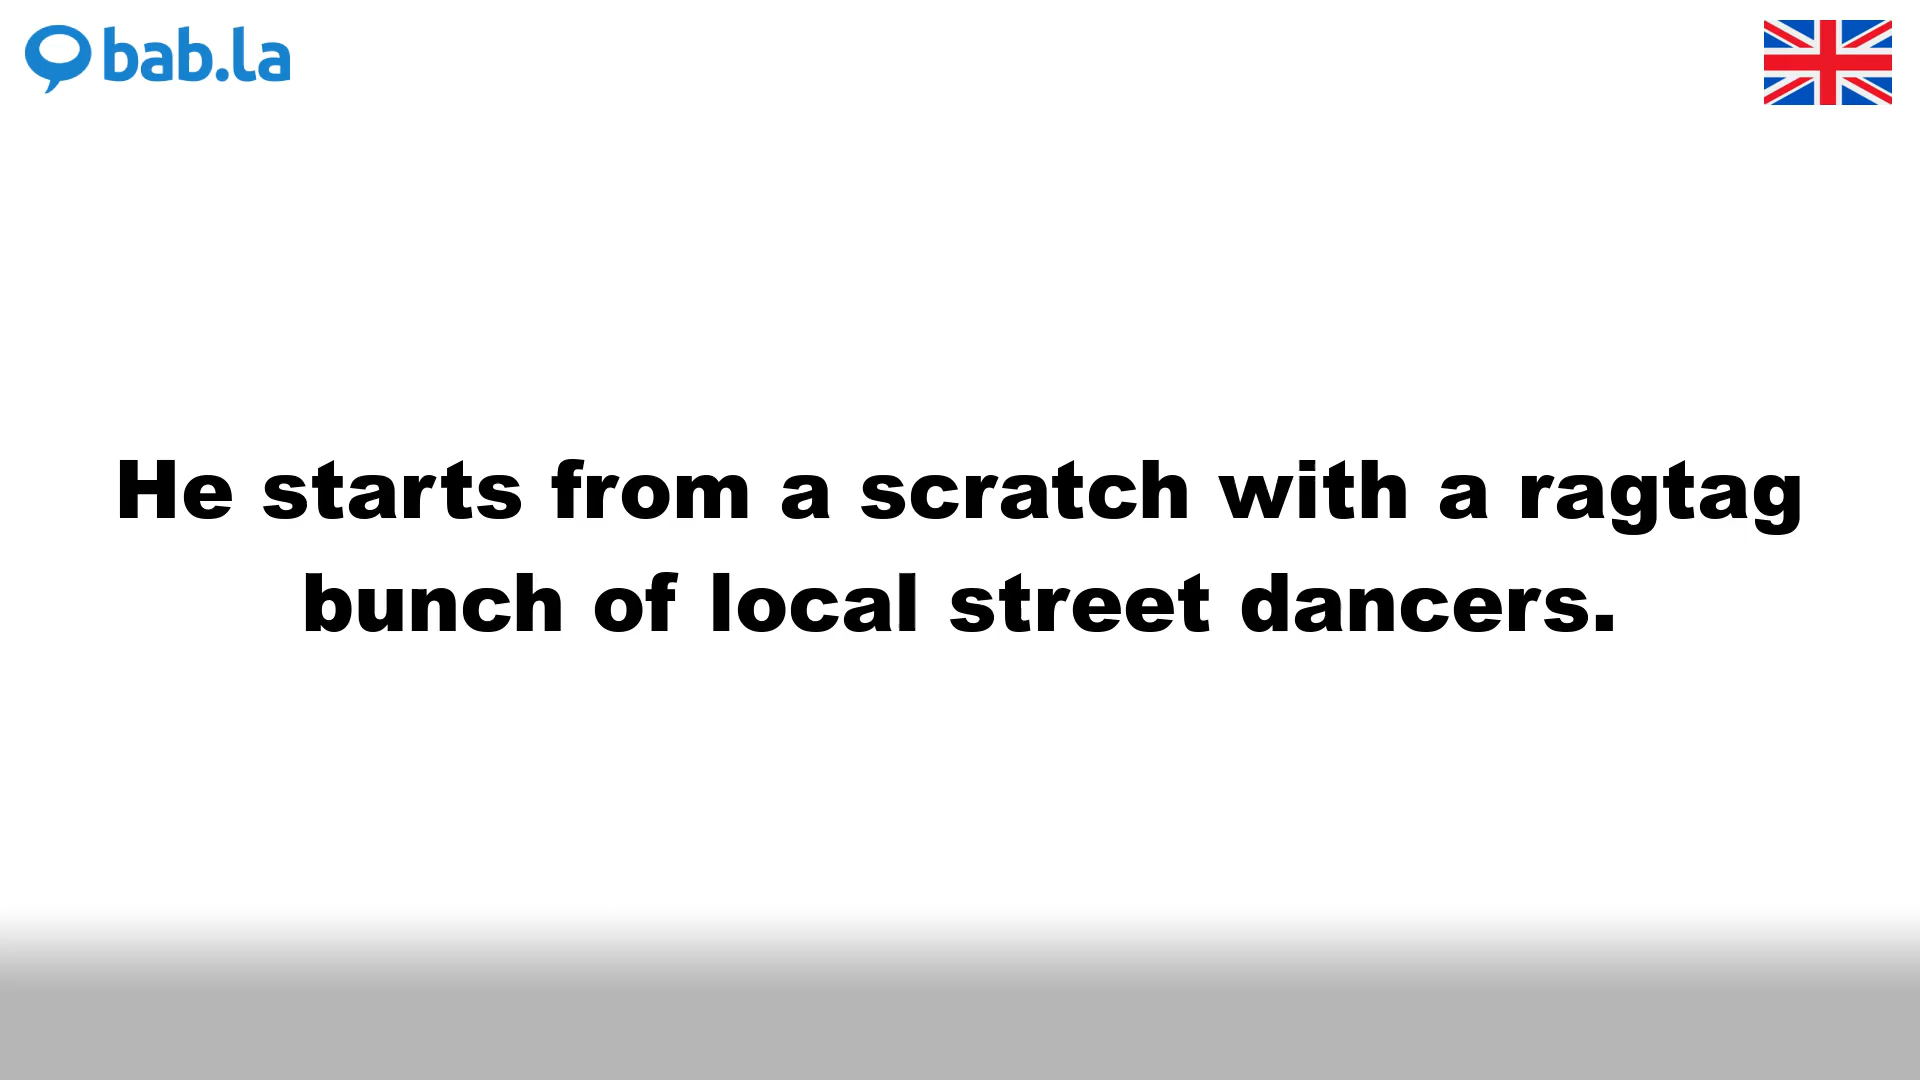 bab.la
He starts from a scratch with a ragtag
bunch of local street dancers.